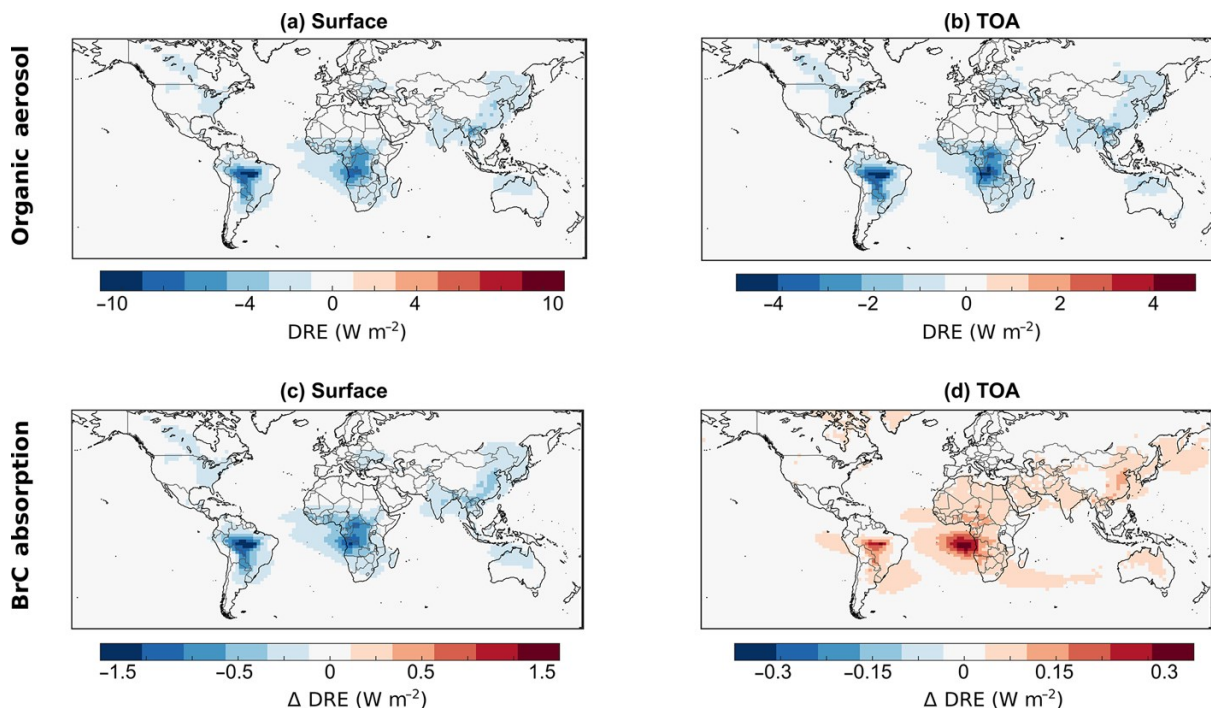 (a) Surface
(b) TOA
Organic aerosol
−10 −4 0 4 10
DRE (W m⁻²)
−4 −2 0 2 4
DRE (W m⁻²)
(c) Surface
(d) TOA
BrC absorption
−1.5 −0.5 0 0.5 1.5
Δ DRE (W m⁻²)
−0.3 −0.15 0 0.15 0.3
Δ DRE (W m⁻²)